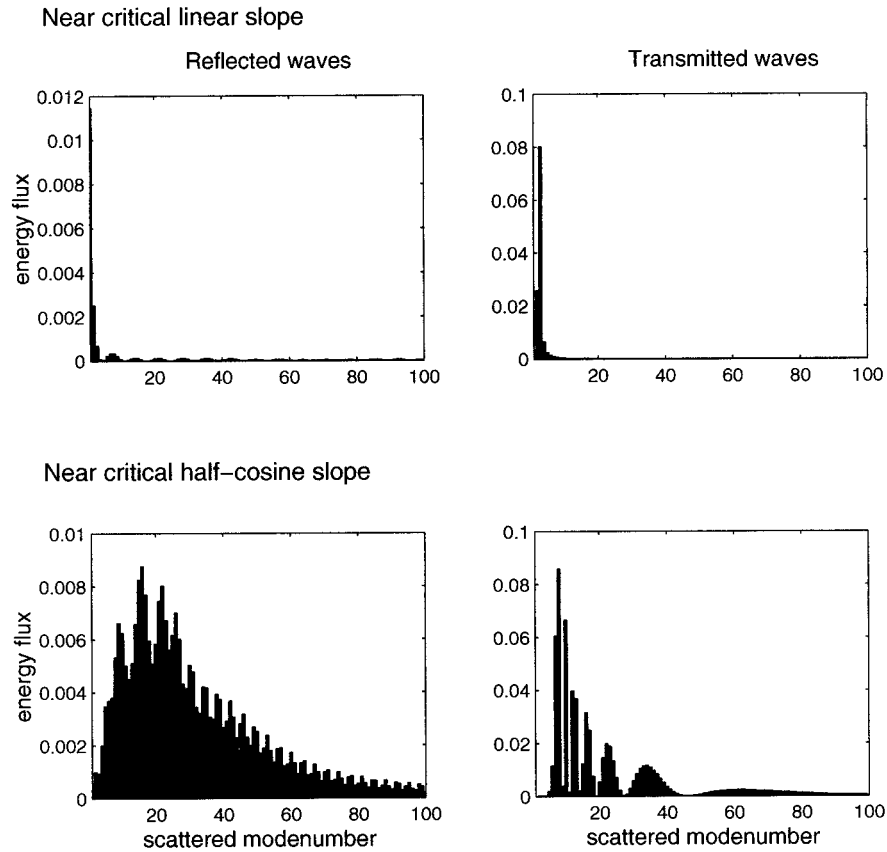 Near critical linear slope
Reflected waves
Transmitted waves
0.012
0.01
0.008
0.006
0.004
0.002
0
energy flux
20 40 60 80 100
0.1
0.08
0.06
0.04
0.02
0
20 40 60 80 100
Near critical half-cosine slope
0.01
0.008
0.006
0.004
0.002
0
energy flux
20 40 60 80 100
scattered modenumber
0.1
0.08
0.06
0.04
0.02
0
20 40 60 80 100
scattered modenumber